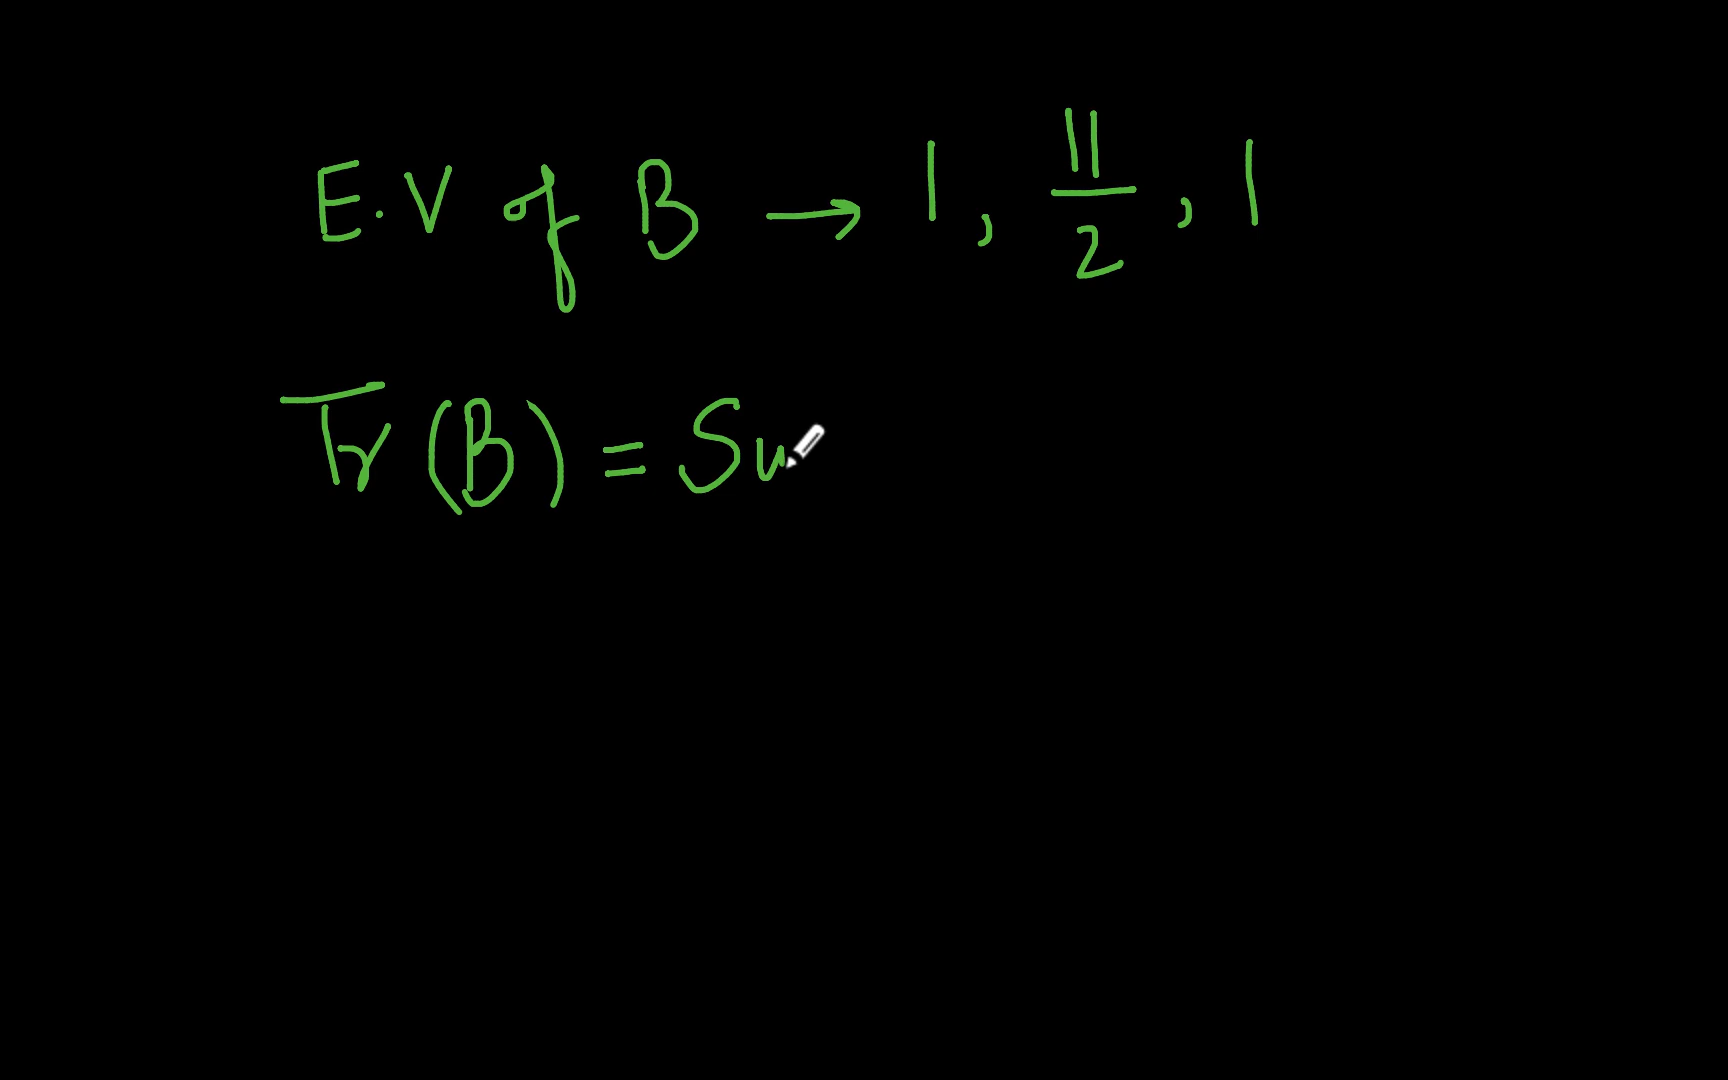 E.V of B → 1, 11/2, 1
Tr(B) = Su